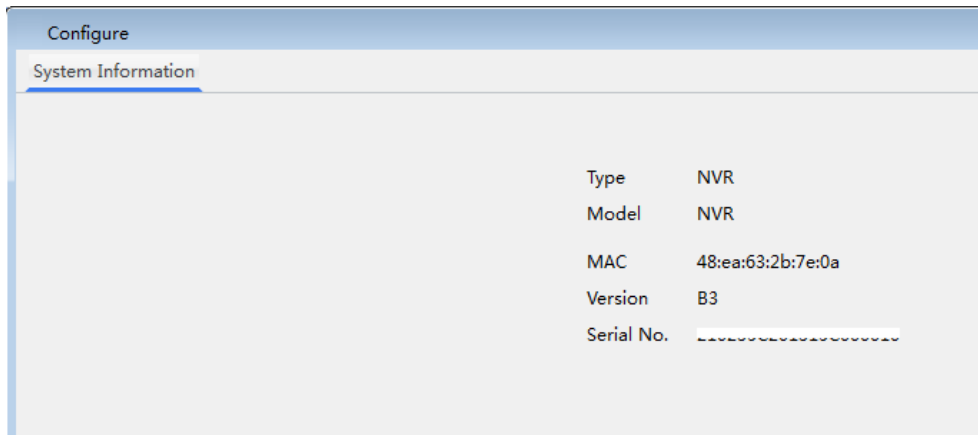 Configure
System Information
Type NVR
Model NVR
MAC 48:ea:63:2b:7e:0a
Version B3
Serial No.